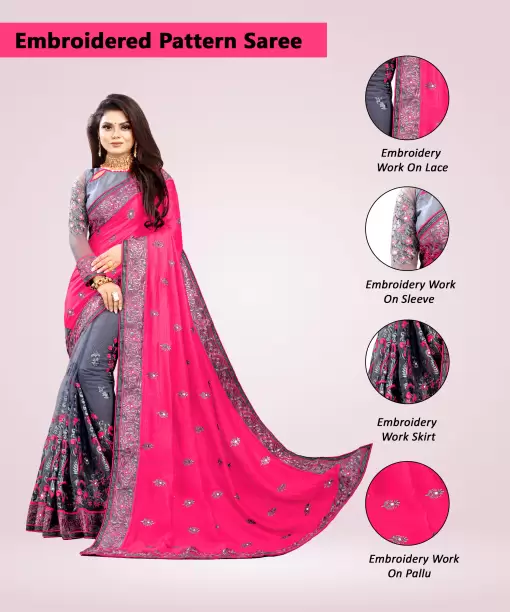 Embroidered Pattern Saree
Embroidery
Work On Lace
Embroidery Work
On Sleeve
Embroidery
Work Skirt
Embroidery Work
On Pallu